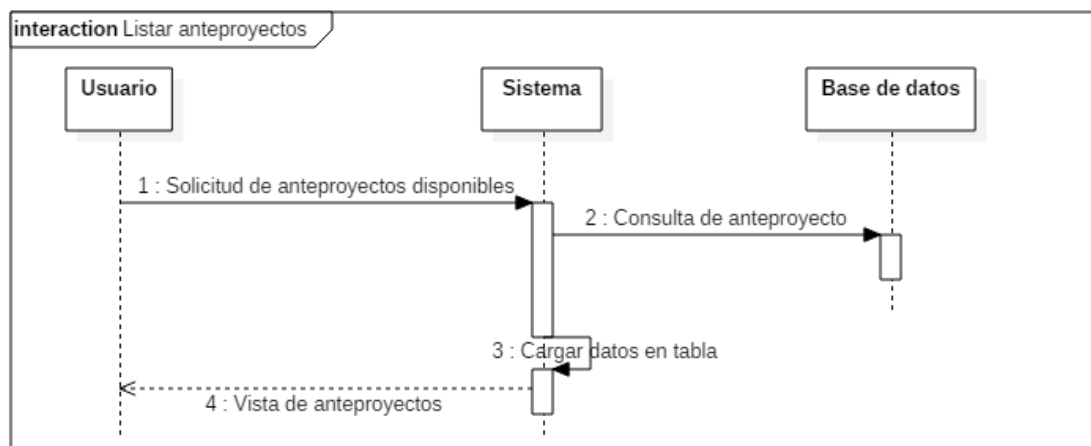 interaction Listar anteproyectos
Usuario
Sistema
Base de datos
1 : Solicitud de anteproyectos disponibles
2 : Consulta de anteproyecto
3 : Cargar datos en tabla
4 : Vista de anteproyectos